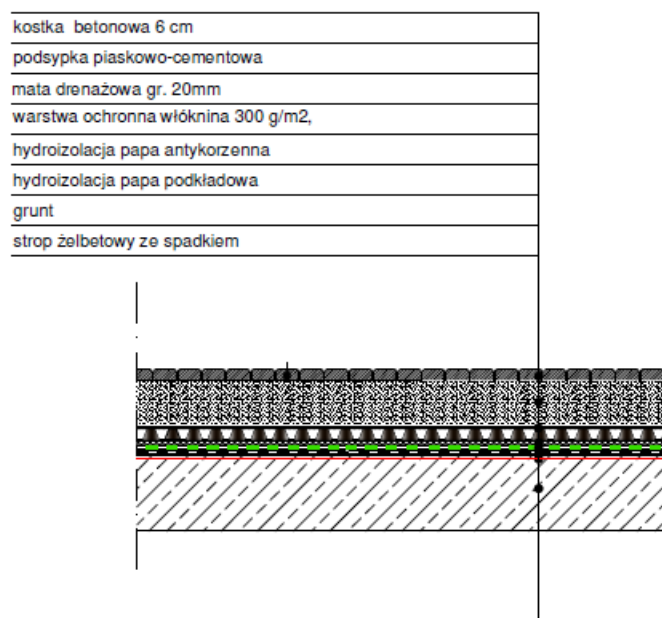 kostka betonowa 6 cm
podsypka piaskowo-cementowa
mata drenażowa gr. 20mm
warstwa ochronna włóknina 300 g/m2,
hydroizolacja papa antykorzenna
hydroizolacja papa podkładowa
grunt
strop żelbetowy ze spadkiem